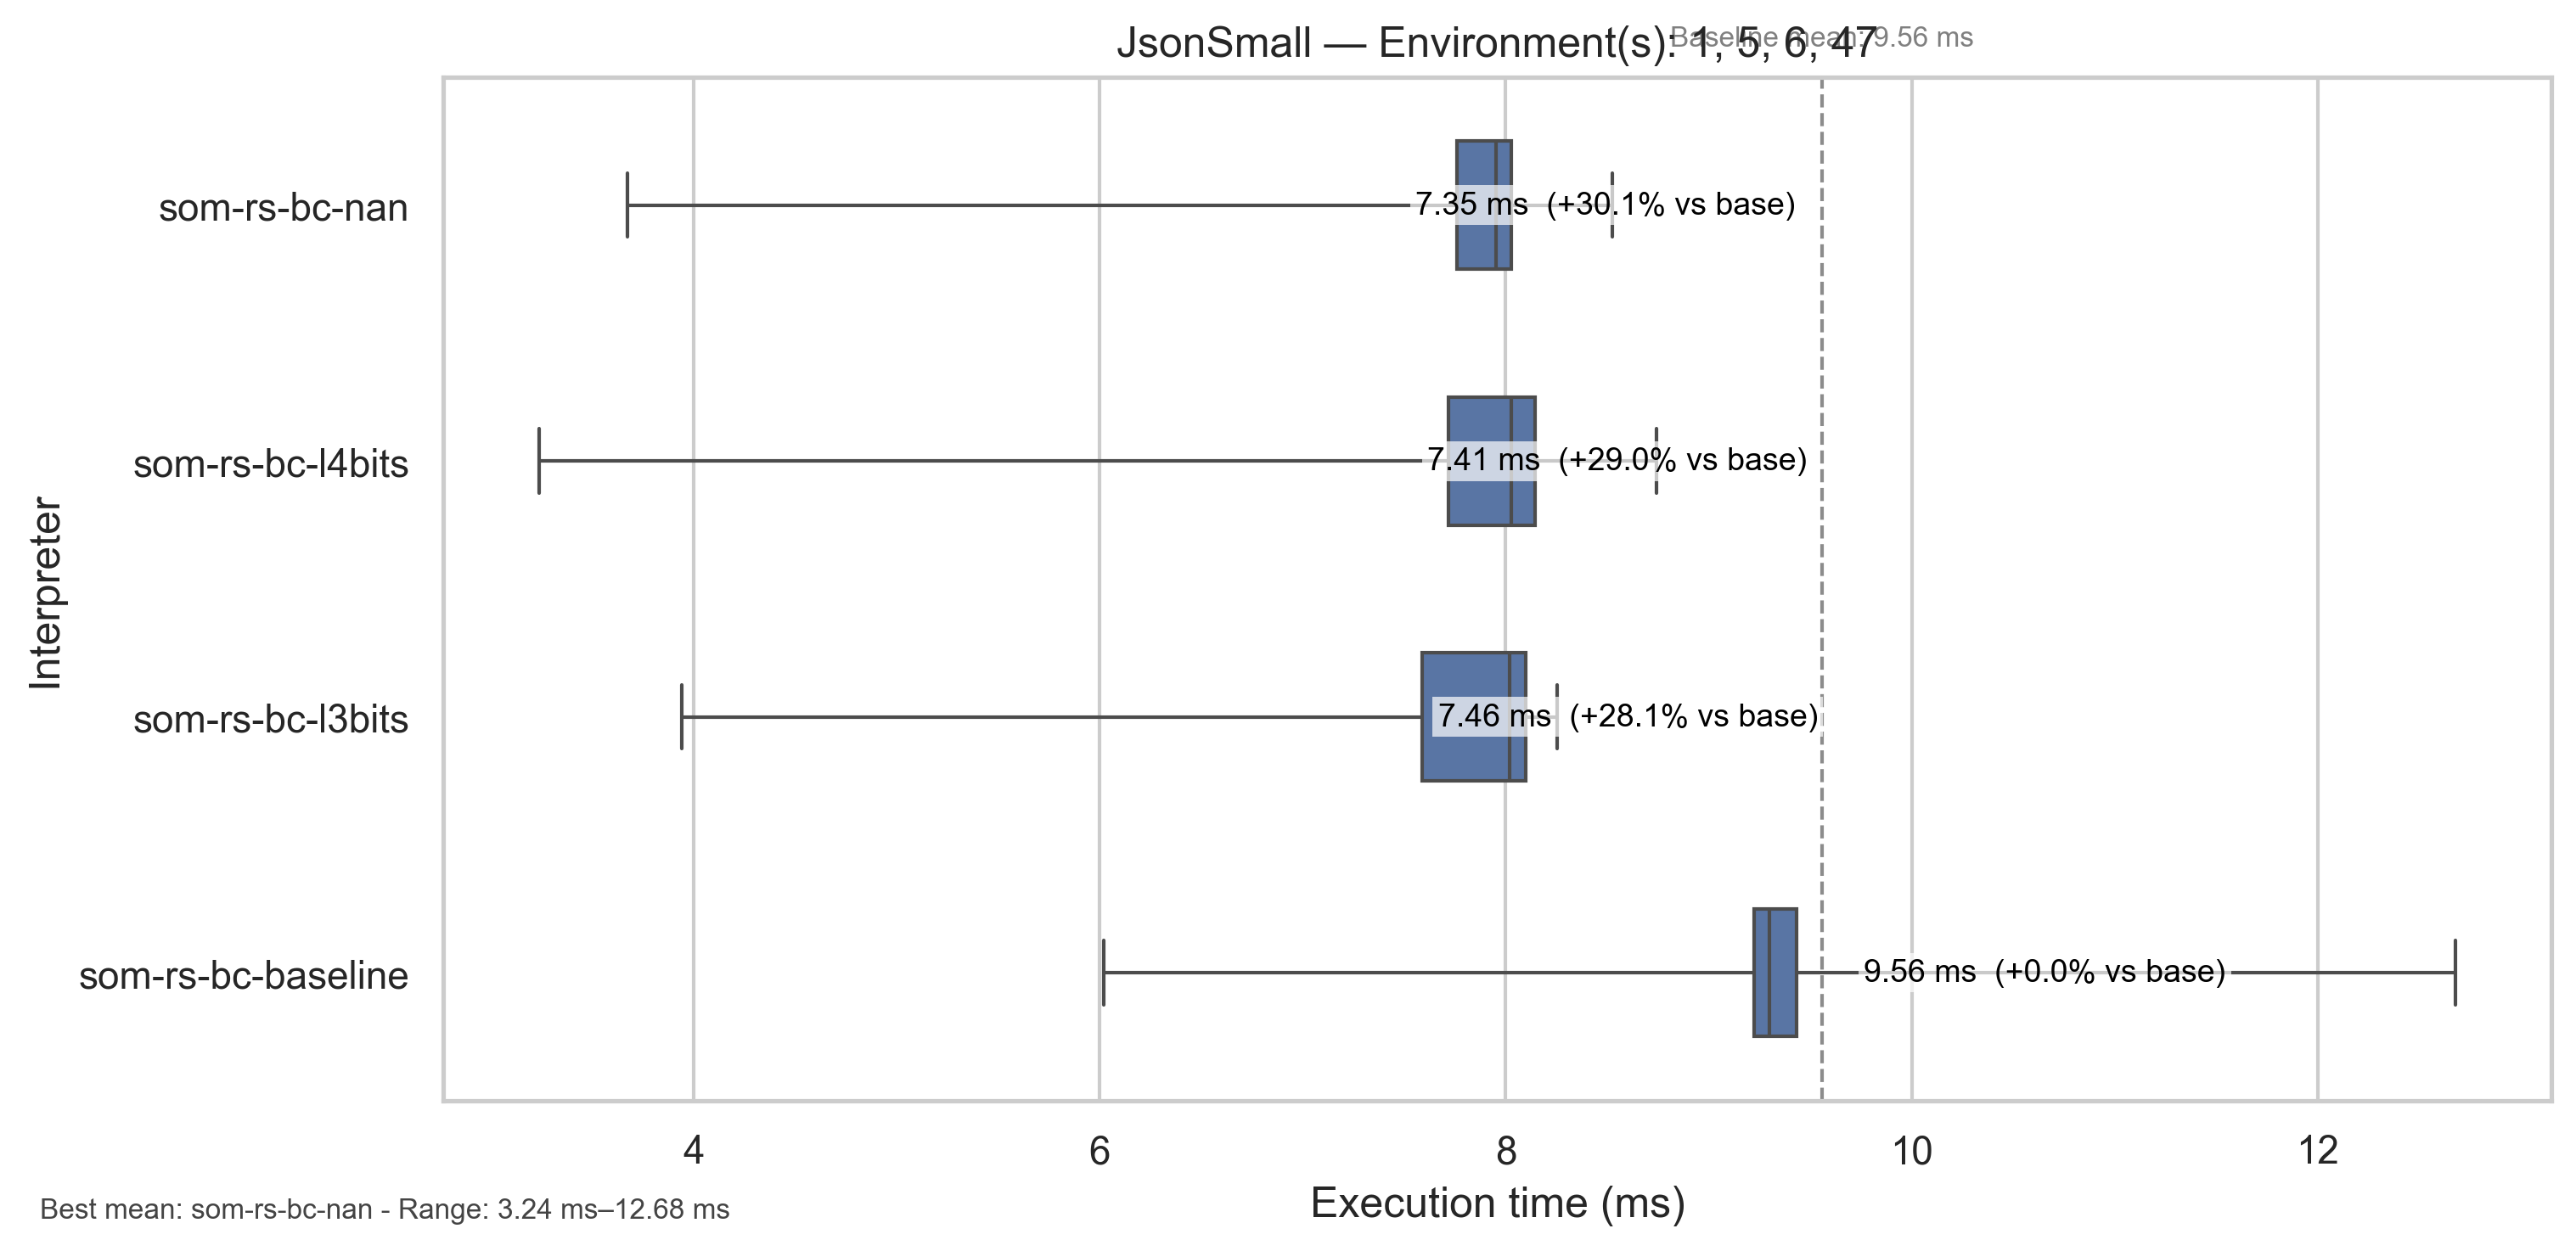 JsonSmall — Environment(s): 1, 5, 6, 47
Baseline mean: 9.56 ms
Interpreter
som-rs-bc-nan
7.35 ms (+30.1% vs base)
som-rs-bc-l4bits
7.41 ms (+29.0% vs base)
som-rs-bc-l3bits
7.46 ms (+28.1% vs base)
som-rs-bc-baseline
9.56 ms (+0.0% vs base)
4 6 8 10 12
Execution time (ms)
Best mean: som-rs-bc-nan - Range: 3.24 ms–12.68 ms